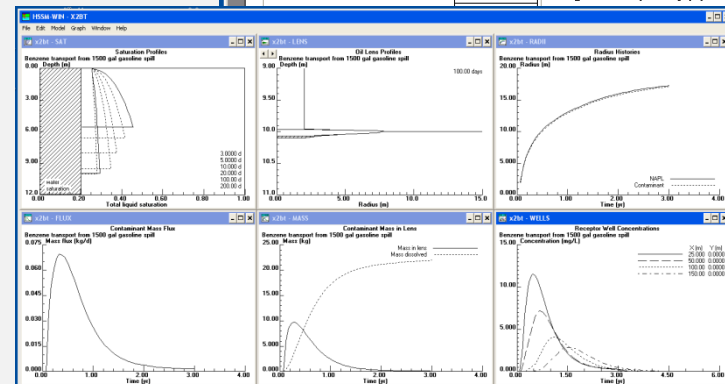 HSSM-WIN - X2BT
File Edit Model Graph Window Help
x2bt - SAT
Saturation Profiles
Benzene transport from 1500 gal gasoline spill
Depth (m)
0.00
3.00
6.00
9.00
12.0
water
saturation
3.0000 d
5.0000 d
10.000 d
20.000 d
100.00 d
200.00 d
0.00 0.20 0.40 0.60 0.80 1.00
Total liquid saturation
x2bt - LENS
Oil Lens Profiles
Benzene transport from 1500 gal gasoline spill
Depth (m)
100.00 days
9.00
9.50
10.0
10.5
11.0
0.00 5.00 10.0 15.0
Radius (m)
x2bt - RADII
Radius Histories
Benzene transport from 1500 gal gasoline spill
Radius (m)
20.00
15.00
10.00
5.000
0.000
NAPL
Contaminant
0.00 1.00 2.00 3.00 4.00
Time (yr)
x2bt - FLUX
Contaminant Mass Flux
Benzene transport from 1500 gal gasoline spill
Mass flux (kg/d)
0.075
0.060
0.045
0.030
0.015
0.000
0.00 1.00 2.00 3.00 4.00
Time (yr)
x2bt - MASS
Contaminant Mass in Lens
Benzene transport from 1500 gal gasoline spill
Mass (kg)
Mass in lens
Mass dissolved
25.00
20.00
15.00
10.00
5.000
0.000
0.00 1.00 2.00 3.00 4.00
Time (yr)
x2bt - WELLS
Receptor Well Concentrations
Benzene transport from 1500 gal gasoline spill
Concentration (mg/L)
X (m) Y (m)
25.000 0.0000
50.000 0.0000
100.00 0.0000
150.00 0.0000
15.00
10.00
5.000
0.000
0.00 1.50 3.00 4.50 6.00
Time (yr)